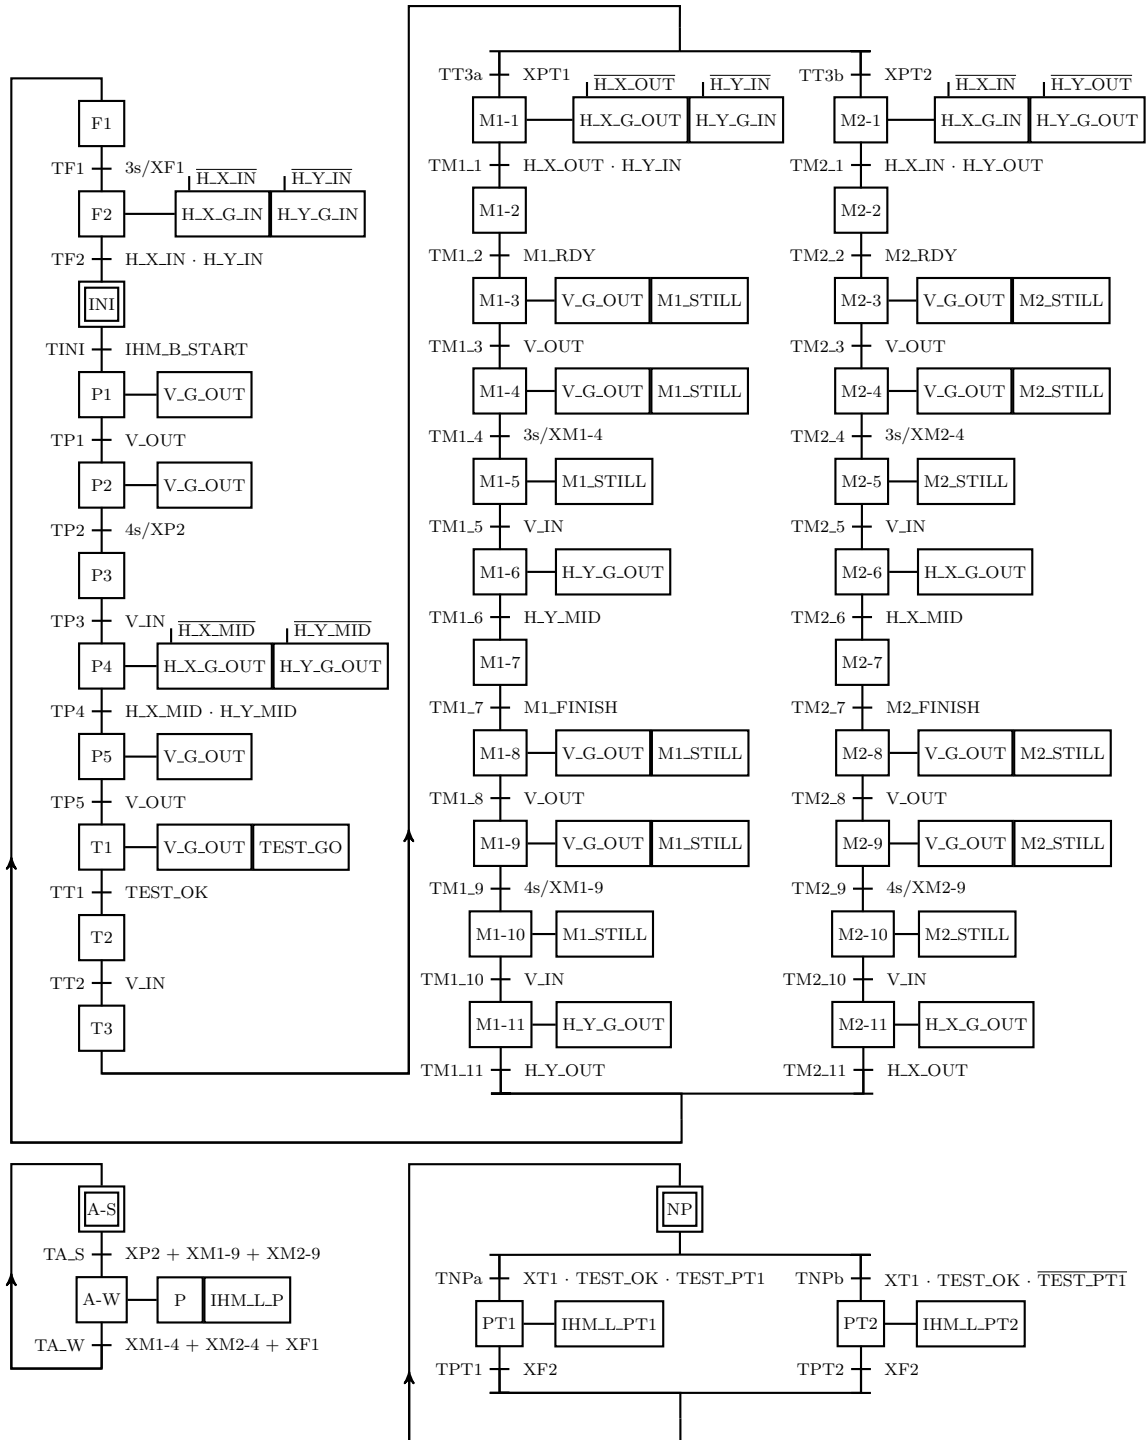 F1
TF1 3s/XF1
H_X_IN H_Y_IN
F2 H_X_G_IN H_Y_G_IN
TF2 H_X_IN · H_Y_IN
INI
TINI IHM_B_START
P1 V_G_OUT
TP1 V_OUT
P2 V_G_OUT
TP2 4s/XP2
P3
TP3 V_IN
H_X_MID H_Y_MID
P4 H_X_G_OUT H_Y_G_OUT
TP4 H_X_MID · H_Y_MID
P5 V_G_OUT
TP5 V_OUT
T1 V_G_OUT TEST_GO
TT1 TEST_OK
T2
TT2 V_IN
T3
TT3a XPT1
H_X_OUT H_Y_IN
M1-1 H_X_G_OUT H_Y_G_IN
TM1_1 H_X_OUT · H_Y_IN
M1-2
TM1_2 M1_RDY
M1-3 V_G_OUT M1_STILL
TM1_3 V_OUT
M1-4 V_G_OUT M1_STILL
TM1_4 3s/XM1-4
M1-5 M1_STILL
TM1_5 V_IN
M1-6 H_Y_G_OUT
TM1_6 H_Y_MID
M1-7
TM1_7 M1_FINISH
M1-8 V_G_OUT M1_STILL
TM1_8 V_OUT
M1-9 V_G_OUT M1_STILL
TM1_9 4s/XM1-9
M1-10 M1_STILL
TM1_10 V_IN
M1-11 H_Y_G_OUT
TM1_11 H_Y_OUT
TT3b XPT2
H_X_IN H_Y_OUT
M2-1 H_X_G_IN H_Y_G_OUT
TM2_1 H_X_IN · H_Y_OUT
M2-2
TM2_2 M2_RDY
M2-3 V_G_OUT M2_STILL
TM2_3 V_OUT
M2-4 V_G_OUT M2_STILL
TM2_4 3s/XM2-4
M2-5 M2_STILL
TM2_5 V_IN
M2-6 H_X_G_OUT
TM2_6 H_X_MID
M2-7
TM2_7 M2_FINISH
M2-8 V_G_OUT M2_STILL
TM2_8 V_OUT
M2-9 V_G_OUT M2_STILL
TM2_9 4s/XM2-9
M2-10 M2_STILL
TM2_10 V_IN
M2-11 H_X_G_OUT
TM2_11 H_X_OUT
A-S
TA_S XP2 + XM1-9 + XM2-9
A-W P IHM_L_P
TA_W XM1-4 + XM2-4 + XF1
NP
TNPa XT1 · TEST_OK · TEST_PT1
PT1 IHM_L_PT1
TPT1 XF2
TNPb XT1 · TEST_OK · TEST_PT1
PT2 IHM_L_PT2
TPT2 XF2